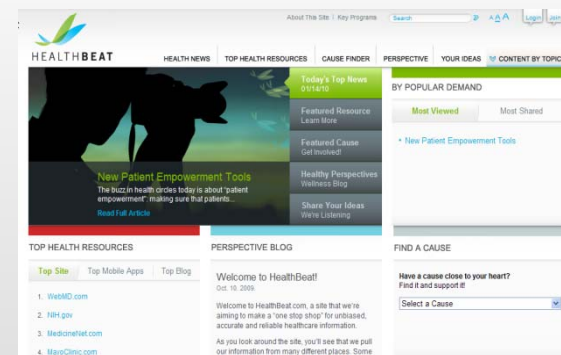 About This Site | Key Programs
Search
A A A
Login
Join
HEALTHBEAT
HEALTH NEWS
TOP HEALTH RESOURCES
CAUSE FINDER
PERSPECTIVE
YOUR IDEAS
CONTENT BY TOPIC
Today's Top News
01/14/10
Featured Resource
Learn More
Featured Cause
Get Involved!
Healthy Perspectives
Wellness Blog
Share Your Ideas
We're Listening
New Patient Empowerment Tools
The buzz in health circles today is about "patient
empowerment": making sure that patients...
Read Full Article
BY POPULAR DEMAND
Most Viewed
Most Shared
New Patient Empowerment Tools
TOP HEALTH RESOURCES
Top Site
Top Mobile Apps
Top Blog
1. WebMD.com
2. NIH.gov
3. MedicineNet.com
4. MayoClinic.com
PERSPECTIVE BLOG
Welcome to HealthBeat!
Oct. 10. 2009.
Welcome to HealthBeat.com, a site that we're
aiming to make a "one stop shop" for unbiased,
accurate and reliable healthcare information.
As you look around the site, you'll see that we pull
our information from many different places. Some
FIND A CAUSE
Have a cause close to your heart?
Find it and support it!
Select a Cause